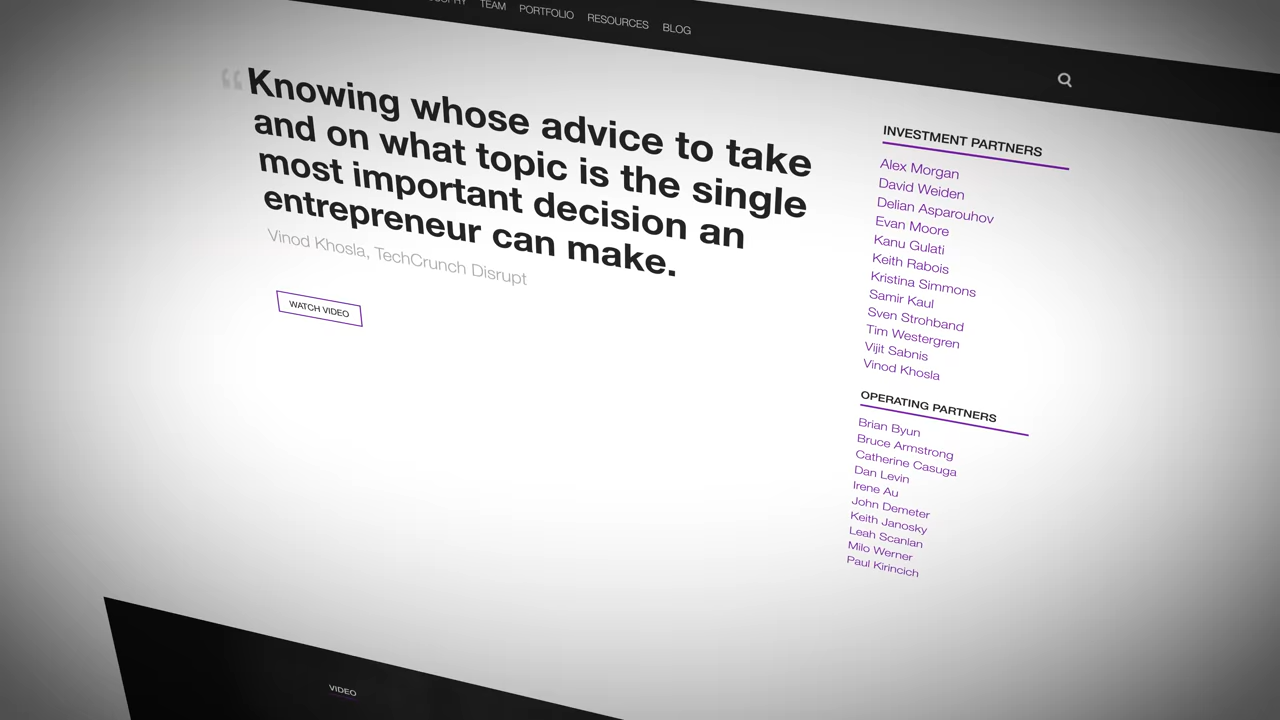 TEAM PORTFOLIO RESOURCES BLOG
“Knowing whose advice to take
and on what topic is the single
most important decision an
entrepreneur can make.
Vinod Khosla, TechCrunch Disrupt
WATCH VIDEO
INVESTMENT PARTNERS
Alex Morgan
David Weiden
Delian Asparouhov
Evan Moore
Kanu Gulati
Keith Rabois
Kristina Simmons
Samir Kaul
Sven Strohband
Tim Westergren
Vijit Sabnis
Vinod Khosla
OPERATING PARTNERS
Brian Byun
Bruce Armstrong
Catherine Casuga
Dan Levin
Irene Au
John Demeter
Keith Janosky
Leah Scanlan
Milo Werner
Paul Kirincich
VIDEO